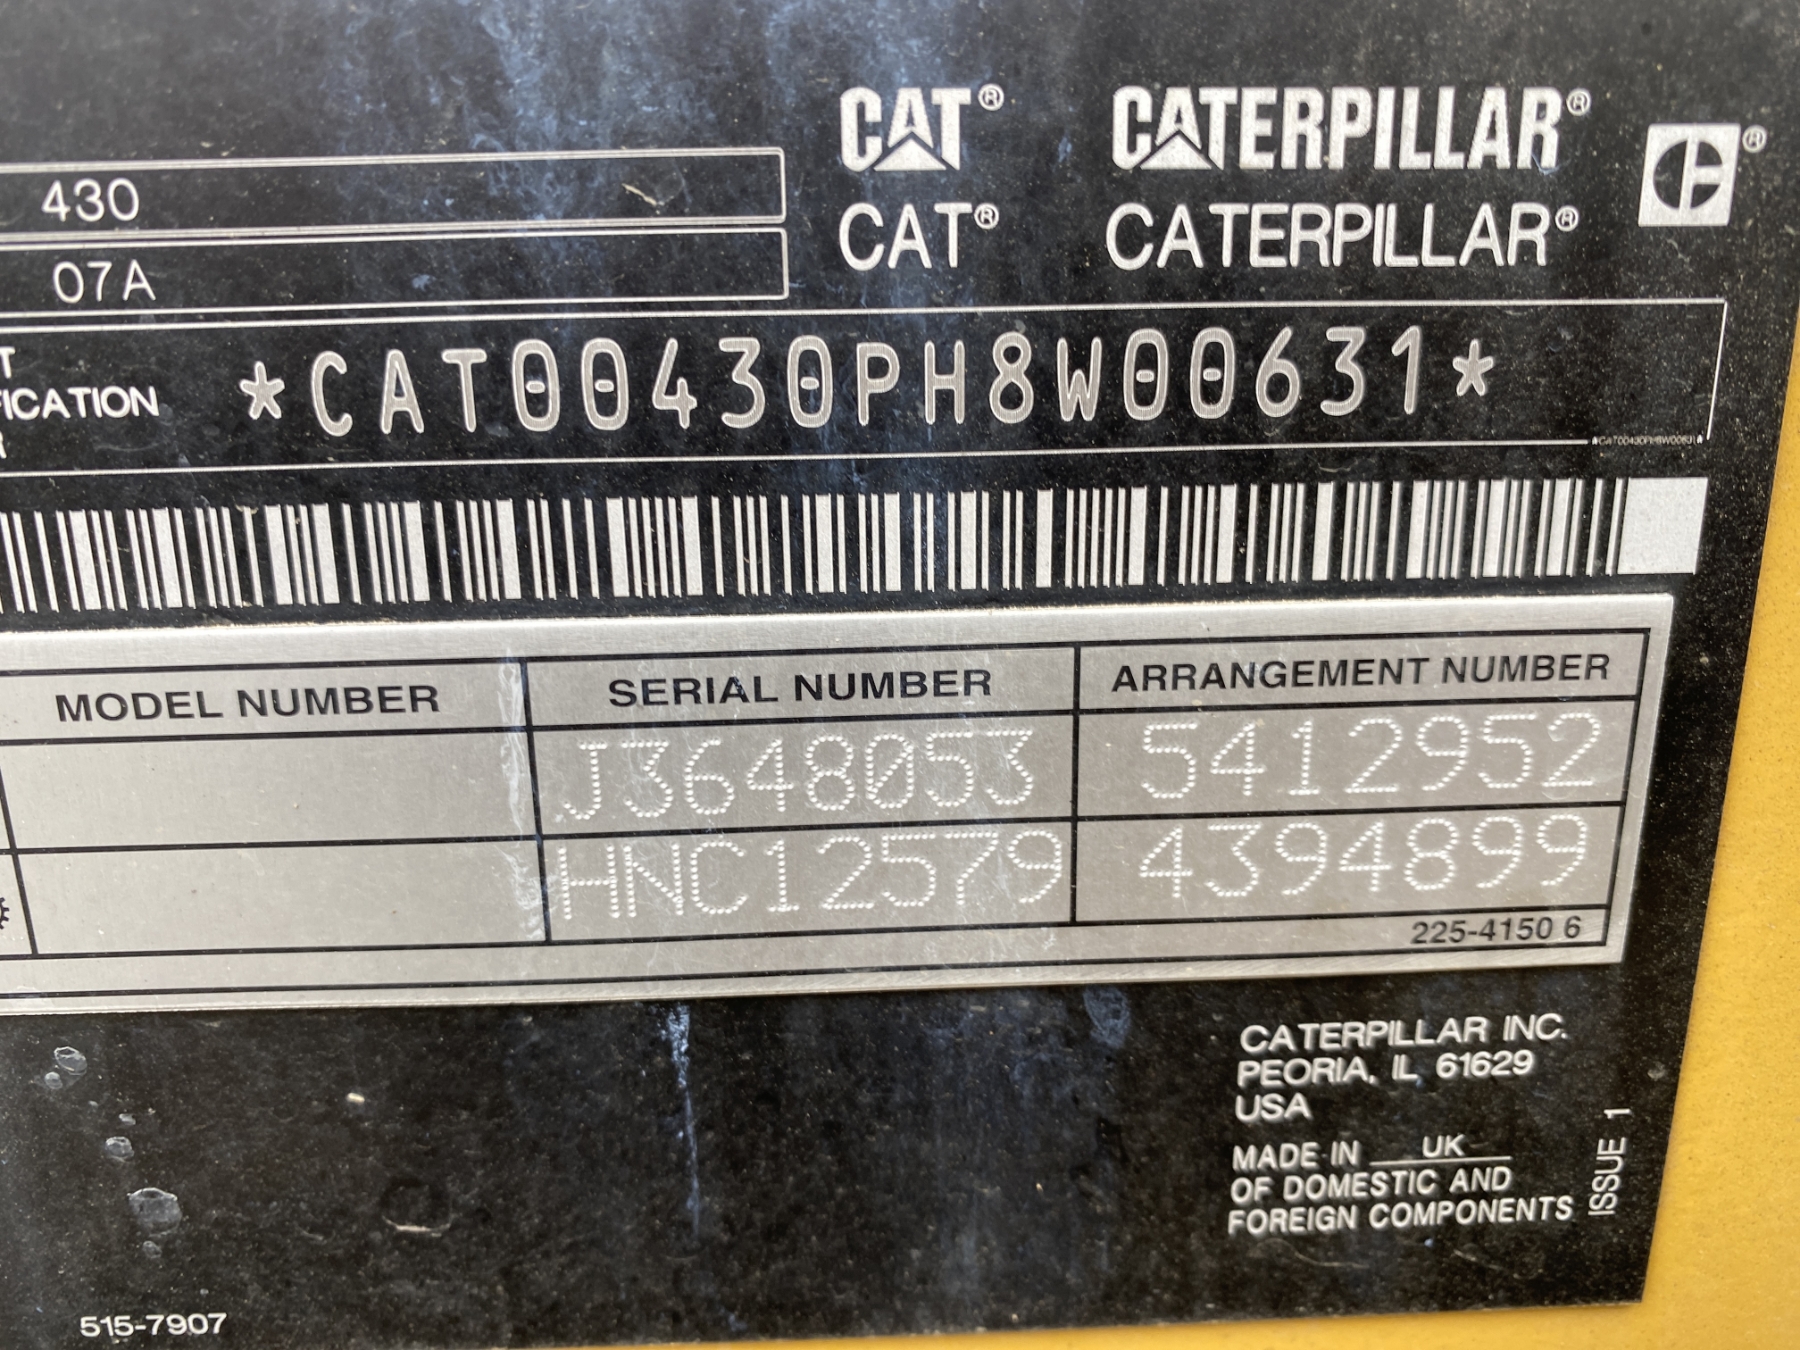 CAT® CATERPILLAR®
430
CAT® CATERPILLAR®
07A
T
FICATION
R
*CAT00430PH8W00631*
*CAT00430PH8W00631*
MODEL NUMBER SERIAL NUMBER ARRANGEMENT NUMBER
J3648053 5412952
HNC12579 4394899
225-4150 6
CATERPILLAR INC.
PEORIA, IL 61629
USA
MADE IN UK
OF DOMESTIC AND
FOREIGN COMPONENTS
ISSUE 1
515-7907